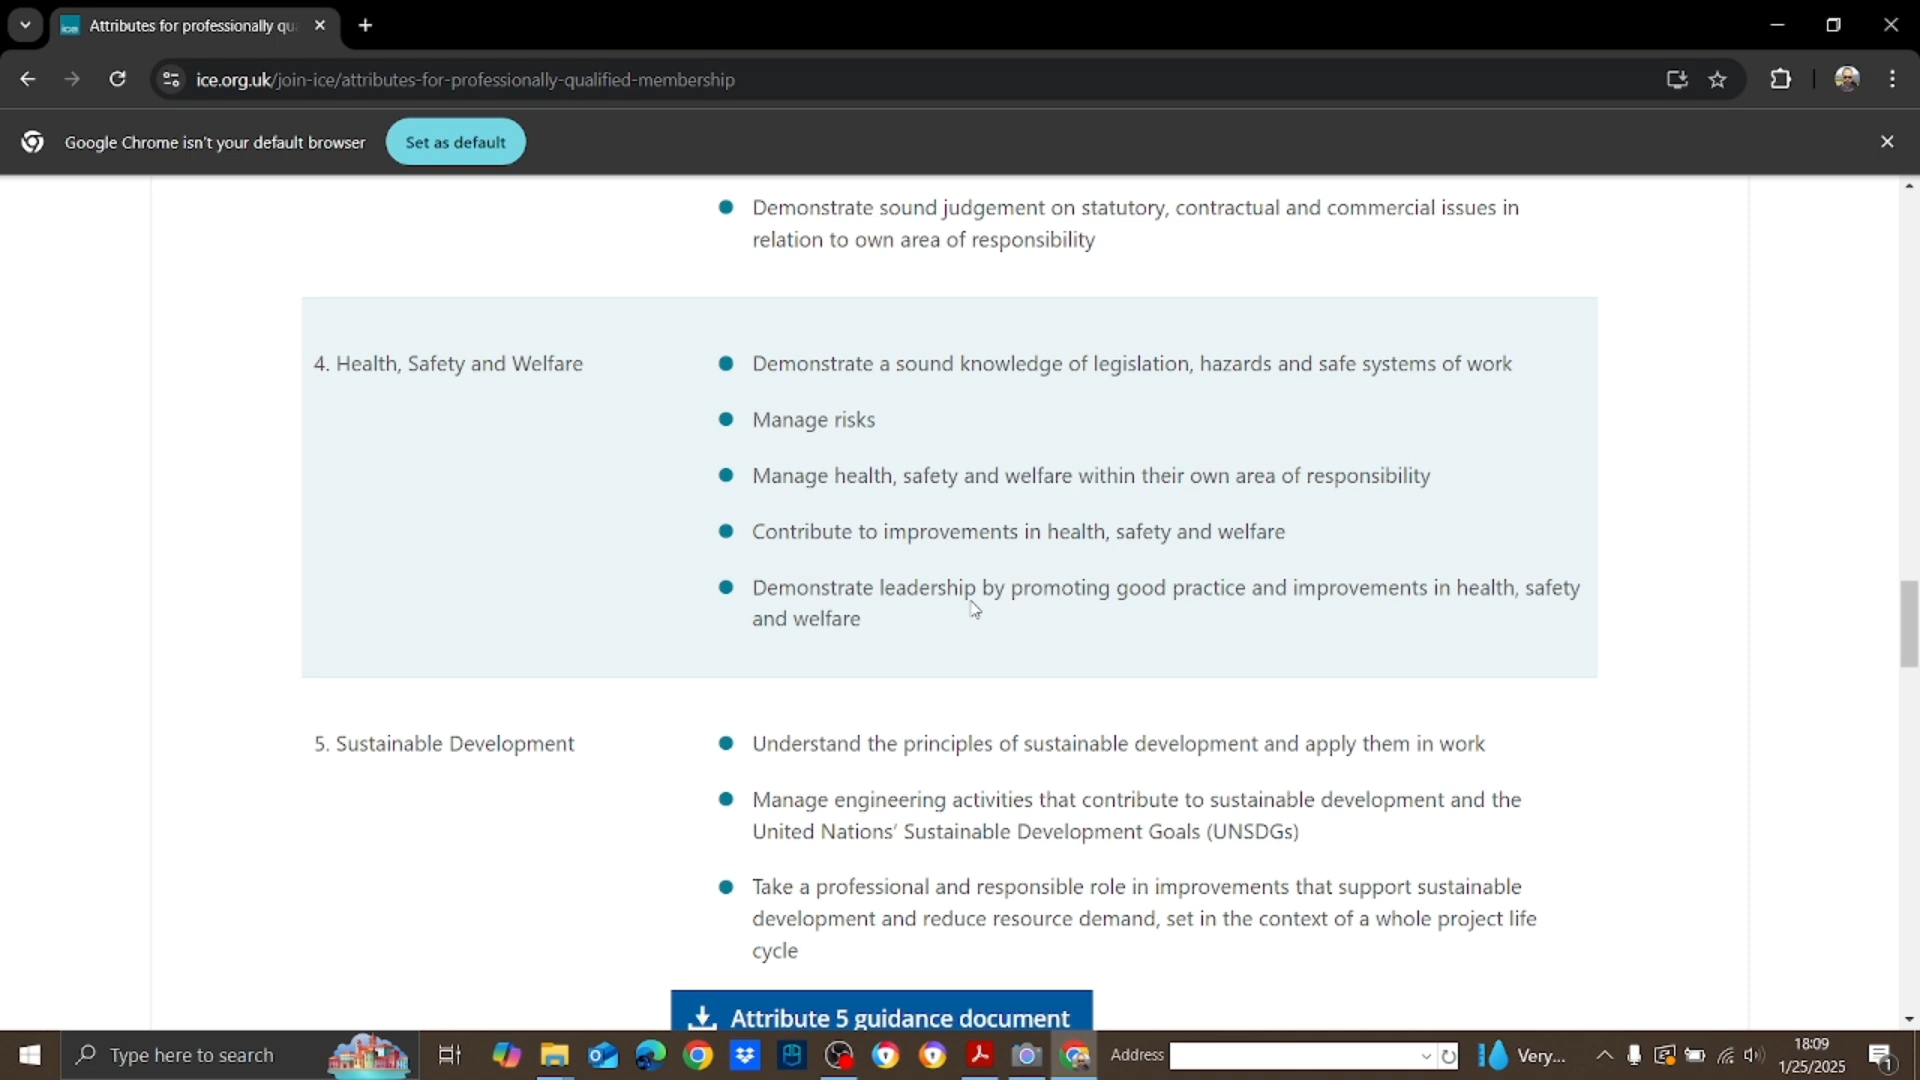 Attributes for professionally qu
ice.org.uk/join-ice/attributes-for-professionally-qualified-membership
Google Chrome isn't your default browser
Set as default
Demonstrate sound judgement on statutory, contractual and commercial issues in
relation to own area of responsibility
4. Health, Safety and Welfare
Demonstrate a sound knowledge of legislation, hazards and safe systems of work
Manage risks
Manage health, safety and welfare within their own area of responsibility
Contribute to improvements in health, safety and welfare
Demonstrate leadership by promoting good practice and improvements in health, safety
and welfare
5. Sustainable Development
Understand the principles of sustainable development and apply them in work
Manage engineering activities that contribute to sustainable development and the
United Nations' Sustainable Development Goals (UNSDGs)
Take a professional and responsible role in improvements that support sustainable
development and reduce resource demand, set in the context of a whole project life
cycle
Attribute 5 guidance document
Type here to search
Address
Very...
18:09
1/25/2025
1